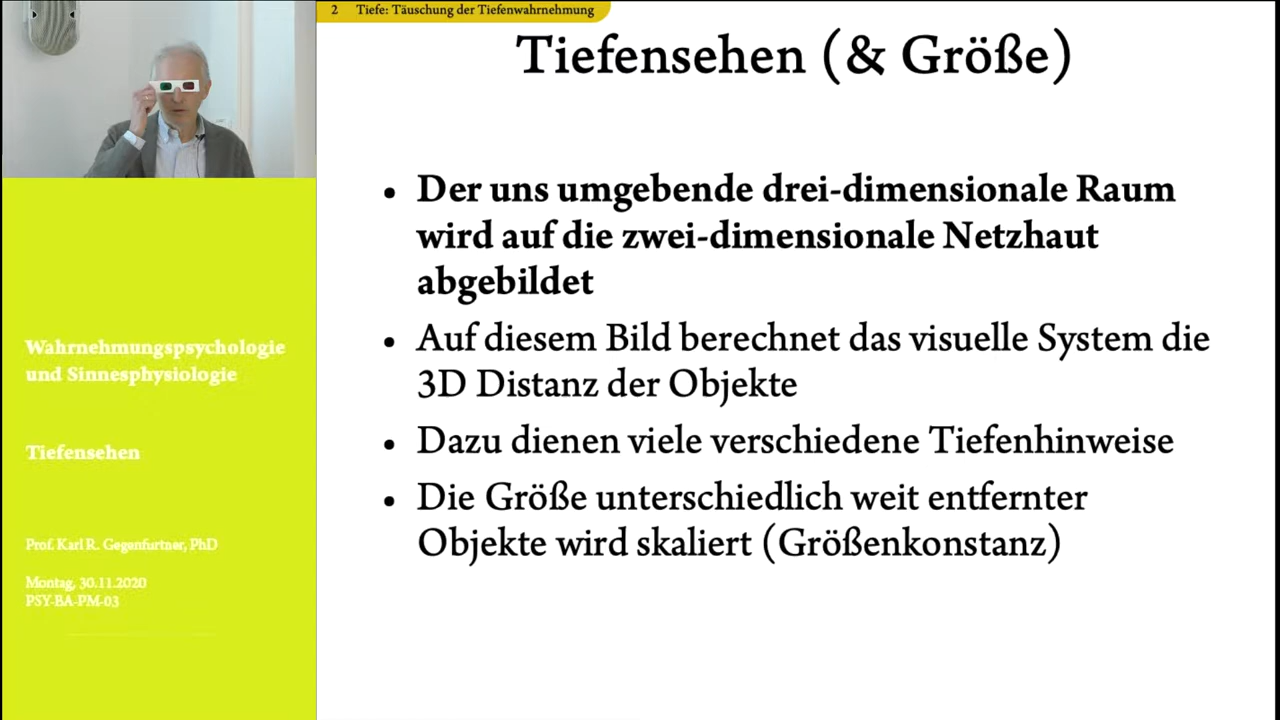 2 Tiefe: Täuschung der Tiefenwahrnehmung
Tiefensehen (& Größe)
• Der uns umgebende drei-dimensionale Raum
wird auf die zwei-dimensionale Netzhaut
abgebildet
• Auf diesem Bild berechnet das visuelle System die
3D Distanz der Objekte
• Dazu dienen viele verschiedene Tiefenhinweise
• Die Größe unterschiedlich weit entfernter
Objekte wird skaliert (Größenkonstanz)
Wahrnehmungspsychologie
und Sinnesphysiologie
Tiefensehen
Prof. Karl R. Gegenfurtner, PhD
Montag, 30.11.2020
PSY-BA-PM-03